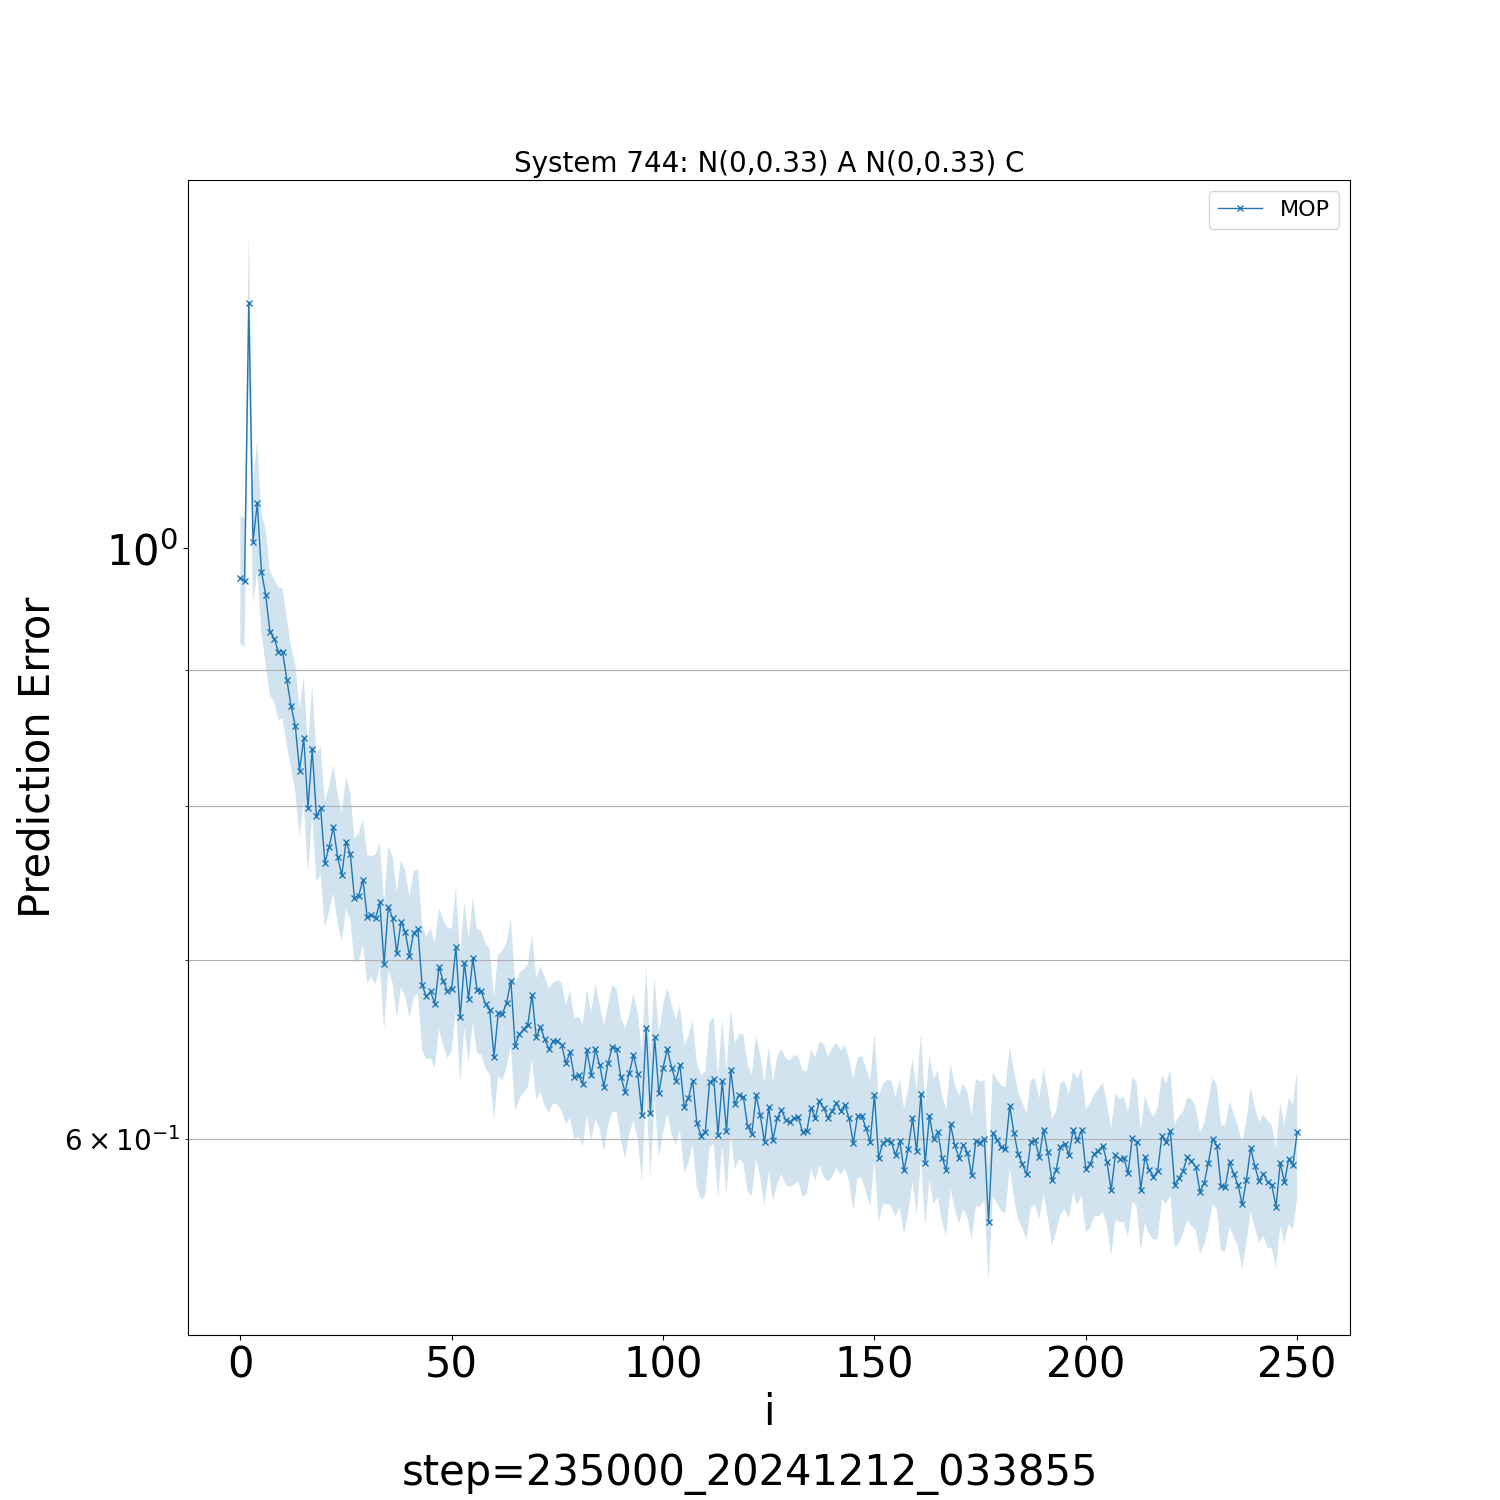 System 744: N(0,0.33) A N(0,0.33) C
MOP
10⁰
6 × 10⁻¹
Prediction Error
0 50 100 150 200 250
i
step=235000_20241212_033855